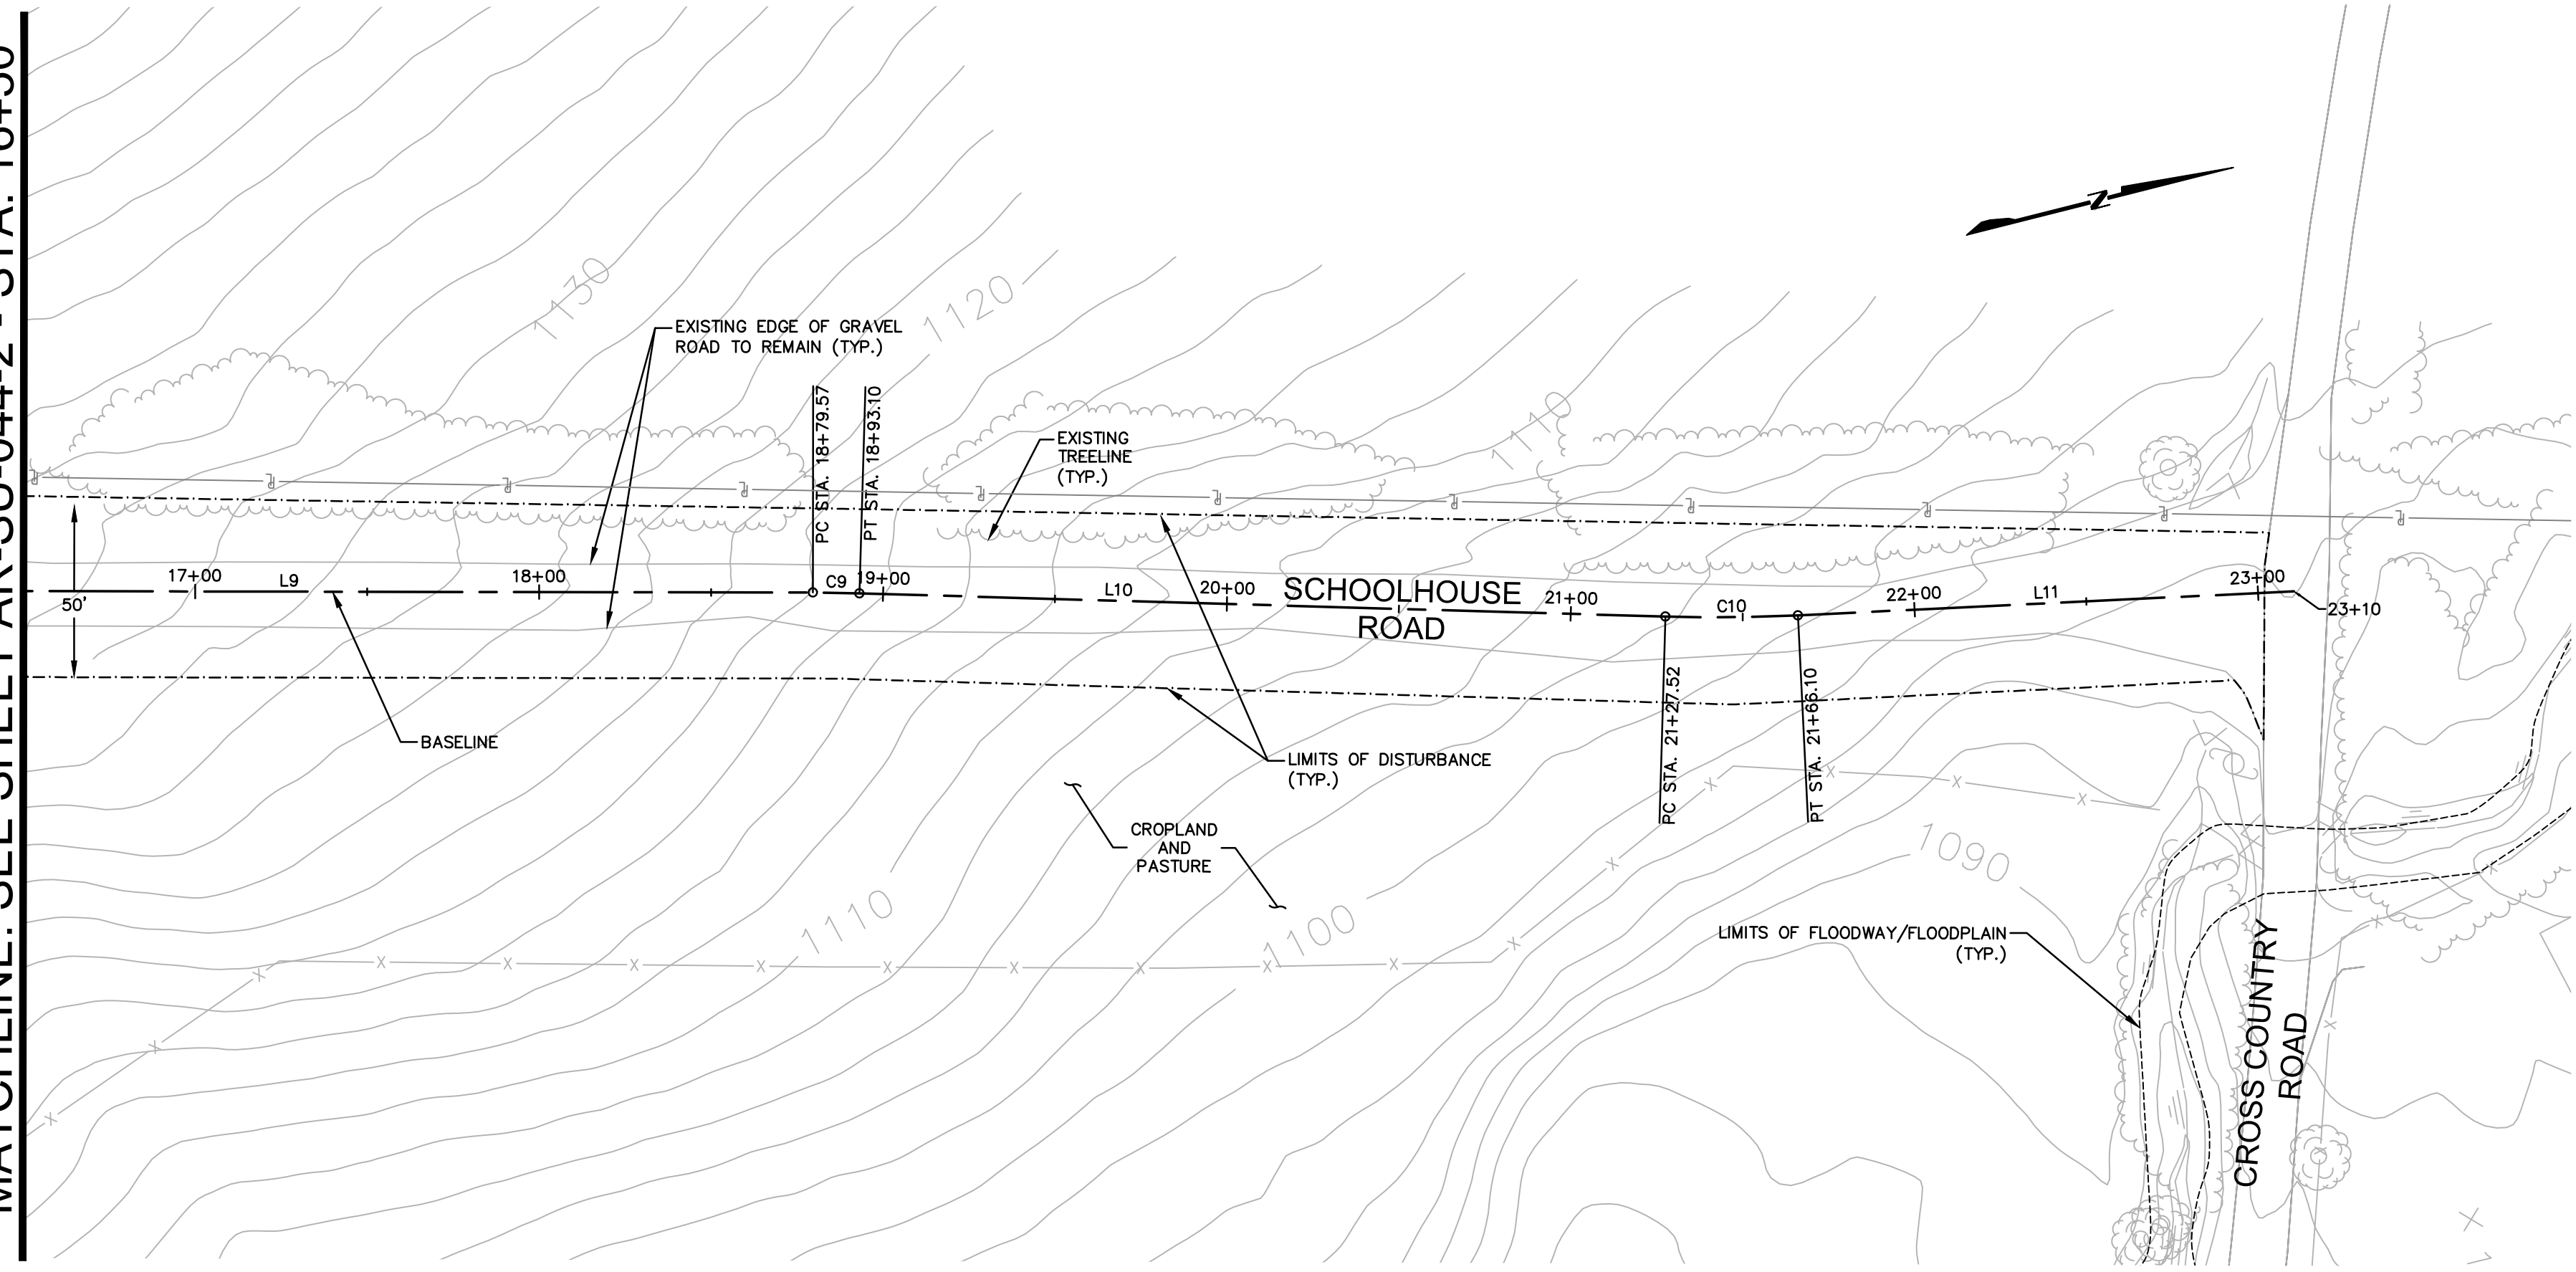 MATCHLINE: SEE SHEET AR-SU-044-2 - STA. 16+50
1130
1120
1110
N
EXISTING EDGE OF GRAVEL
ROAD TO REMAIN (TYP.)
PC STA. 18+79.57
PT STA. 18+93.10
EXISTING
TREELINE
(TYP.)
50'
17+00
L9
18+00
C9
19+00
L10
20+00
SCHOOLHOUSE
ROAD
21+00
C10
22+00
L11
23+00
23+10
BASELINE
LIMITS OF DISTURBANCE
(TYP.)
PC STA. 21+27.52
PT STA. 21+66.10
CROPLAND
AND
PASTURE
1110
1100
1090
LIMITS OF FLOODWAY/FLOODPLAIN
(TYP.)
CROSS COUNTRY
ROAD